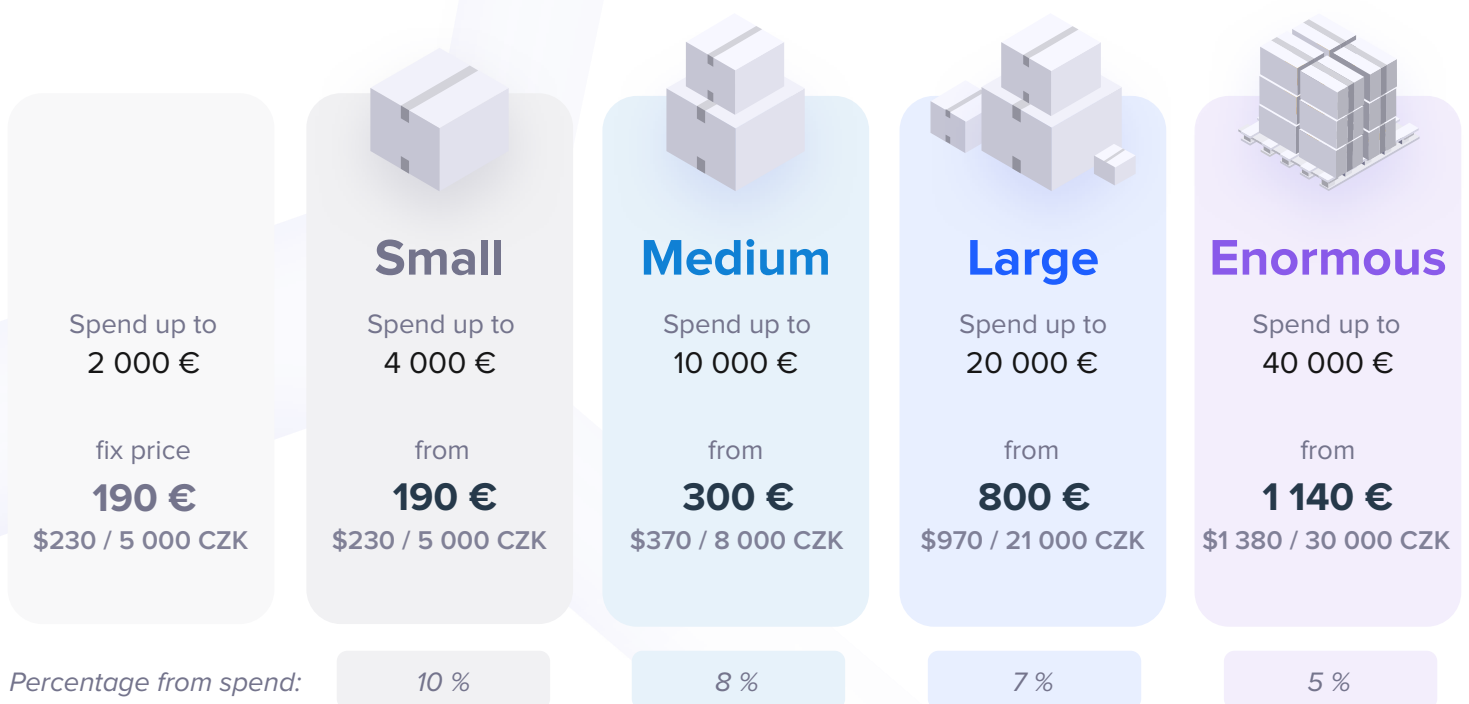 Spend up to
2 000 €
fix price
190 €
$230 / 5 000 CZK
Small
Spend up to
4 000 €
from
190 €
$230 / 5 000 CZK
Medium
Spend up to
10 000 €
from
300 €
$370 / 8 000 CZK
Large
Spend up to
20 000 €
from
800 €
$970 / 21 000 CZK
Enormous
Spend up to
40 000 €
from
1 140 €
$1 380 / 30 000 CZK
Percentage from spend:
10 %
8 %
7 %
5 %